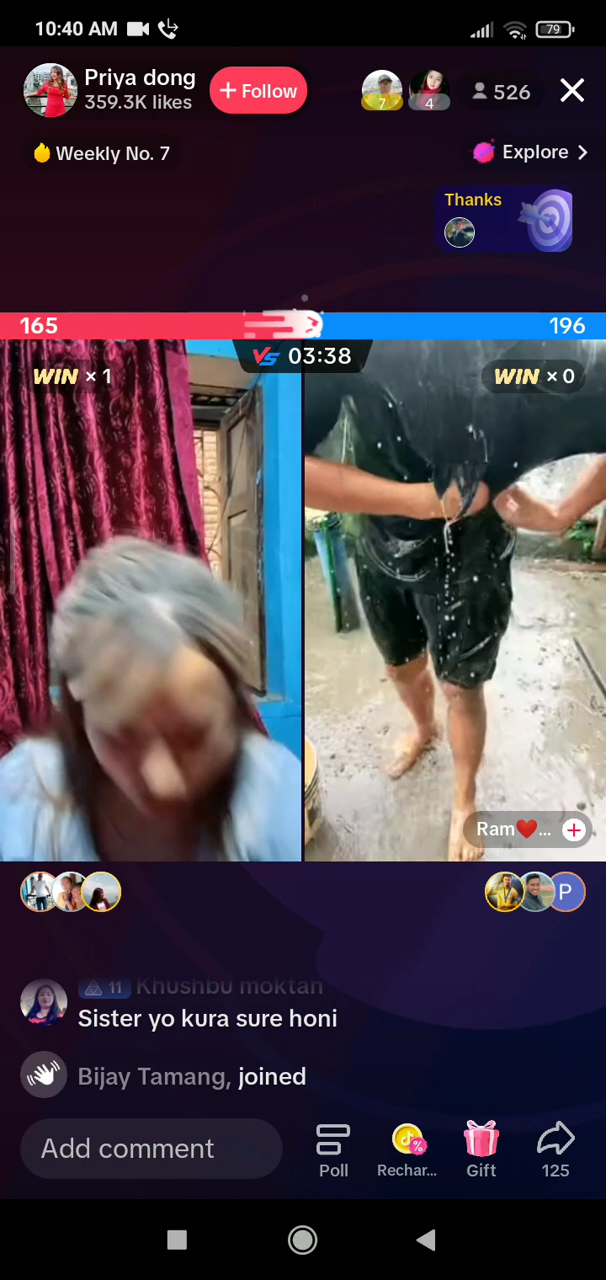 10:40 AM
79
Priya dong
359.3K likes
+ Follow
7
4
526
Weekly No. 7
Explore >
Thanks
165
196
VS 03:38
WIN × 1
WIN × 0
Ram❤️...
P
11 Khushbu moktan
Sister yo kura sure honi
Bijay Tamang, joined
Add comment
Poll
Rechar...
Gift
125